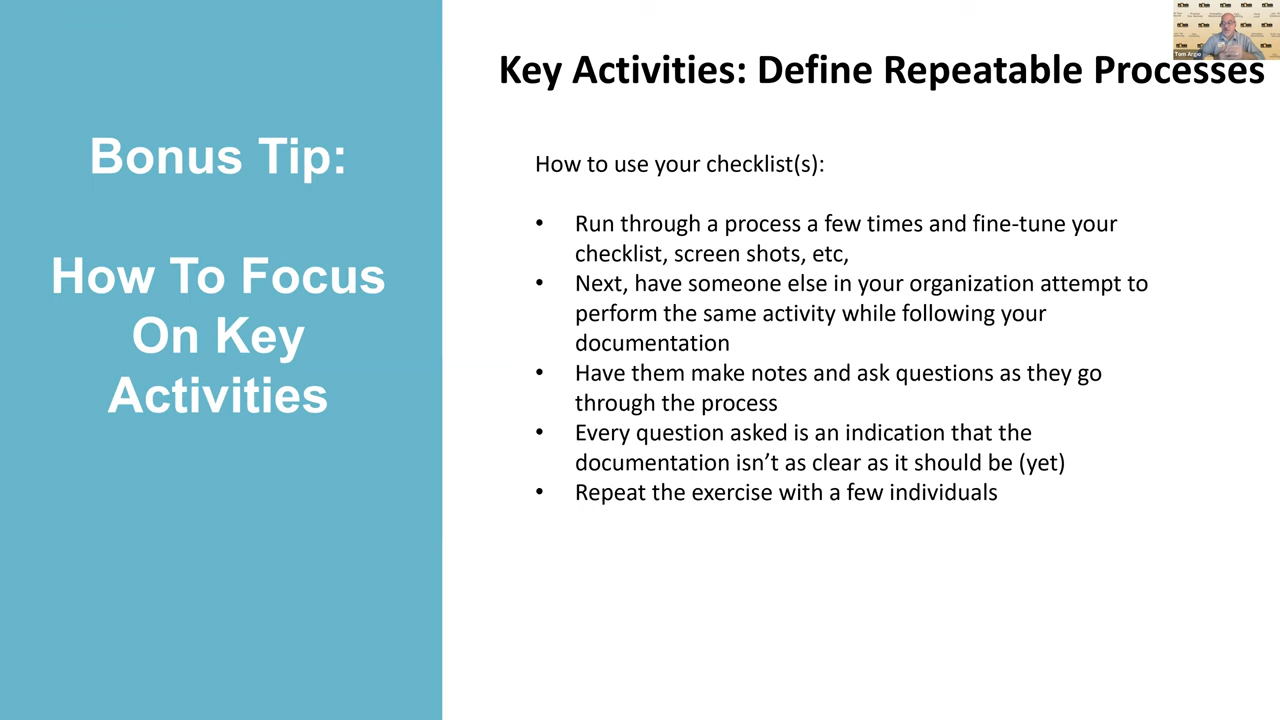 Bonus Tip:
How To Focus
On Key
Activities
Key Activities: Define Repeatable Processes
How to use your checklist(s):
• Run through a process a few times and fine-tune your
checklist, screen shots, etc,
• Next, have someone else in your organization attempt to
perform the same activity while following your
documentation
• Have them make notes and ask questions as they go
through the process
• Every question asked is an indication that the
documentation isn’t as clear as it should be (yet)
• Repeat the exercise with a few individuals
Tom